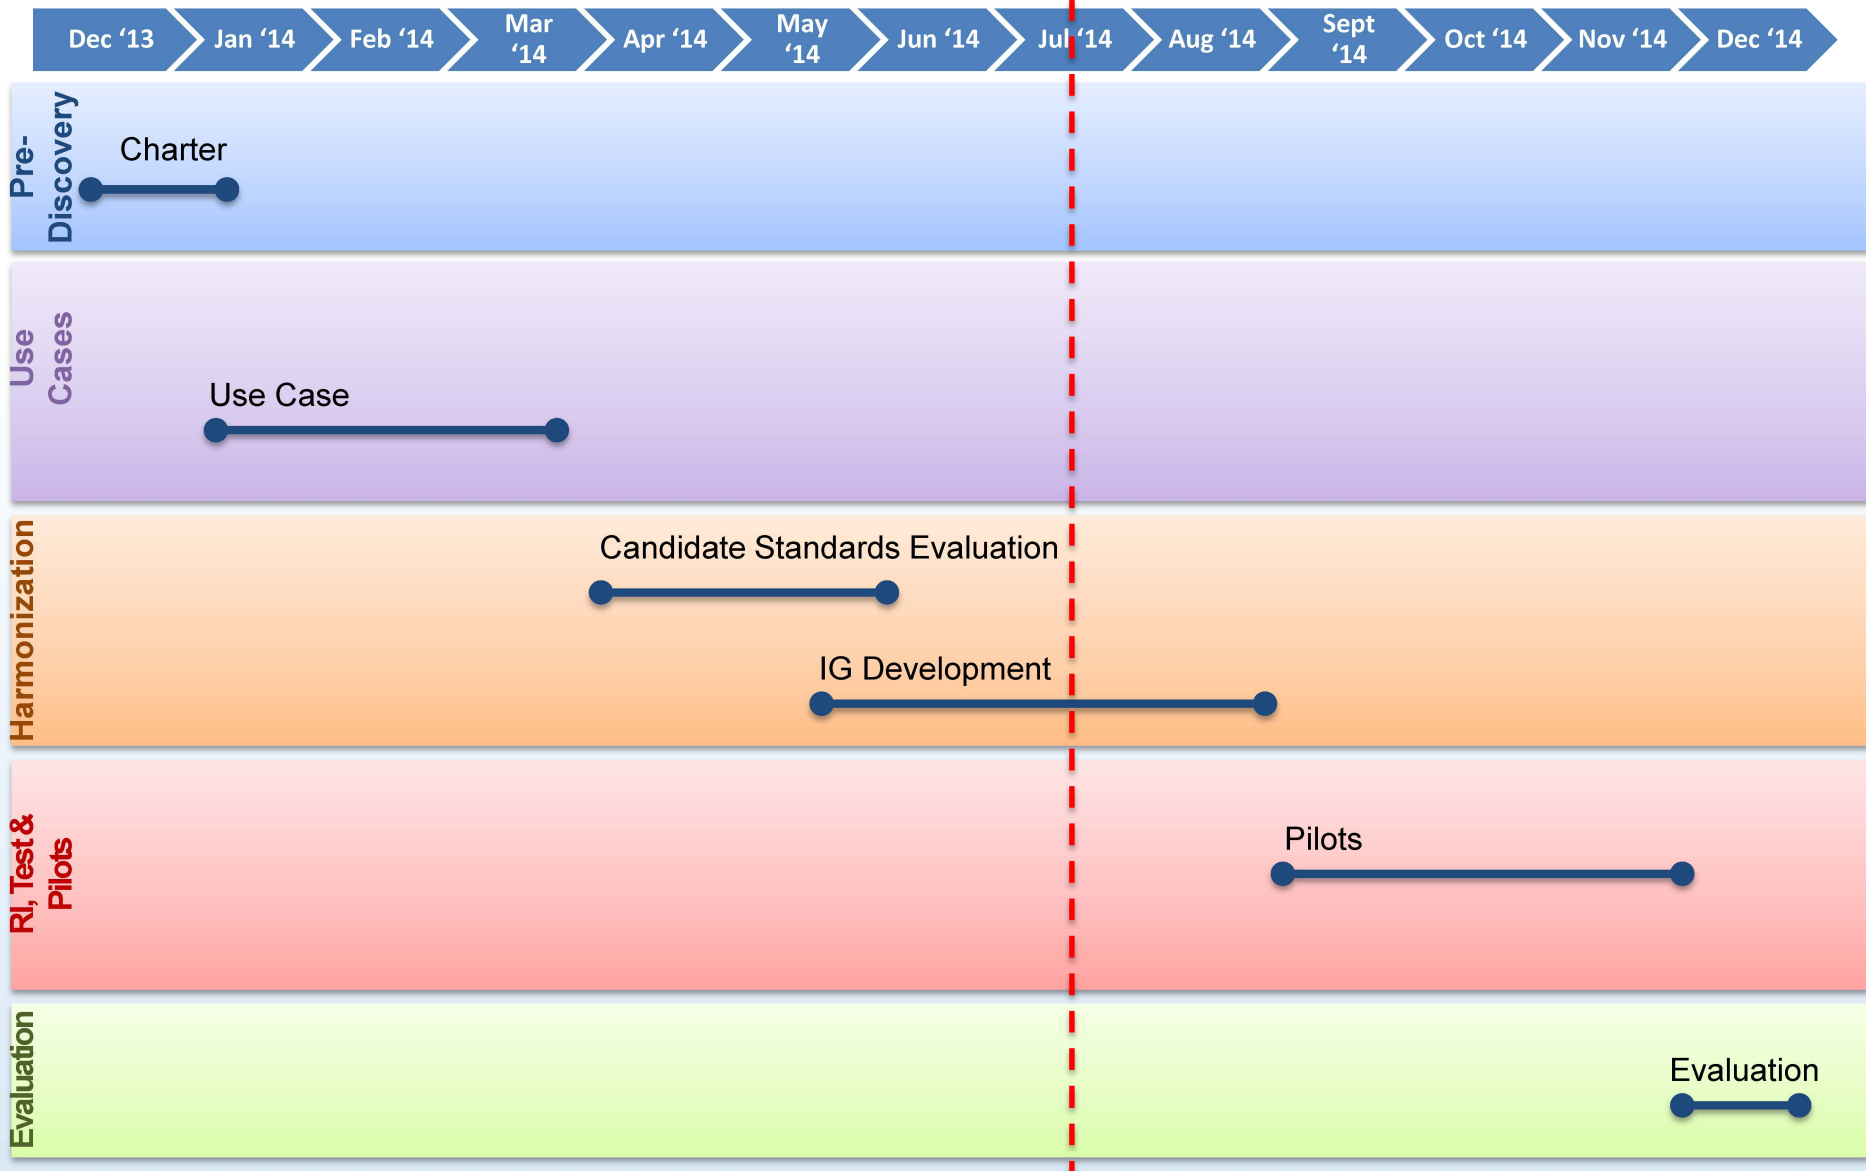 Dec ‘13 Jan ‘14 Feb ‘14 Mar ‘14 Apr ‘14 May ‘14 Jun ‘14 Jul ‘14 Aug ‘14 Sept ‘14 Oct ‘14 Nov ‘14 Dec ‘14
Pre-
Discovery
Charter
Use
Cases
Use Case
Harmonization
Candidate Standards Evaluation
IG Development
RI, Test &
Pilots
Pilots
Evaluation
Evaluation